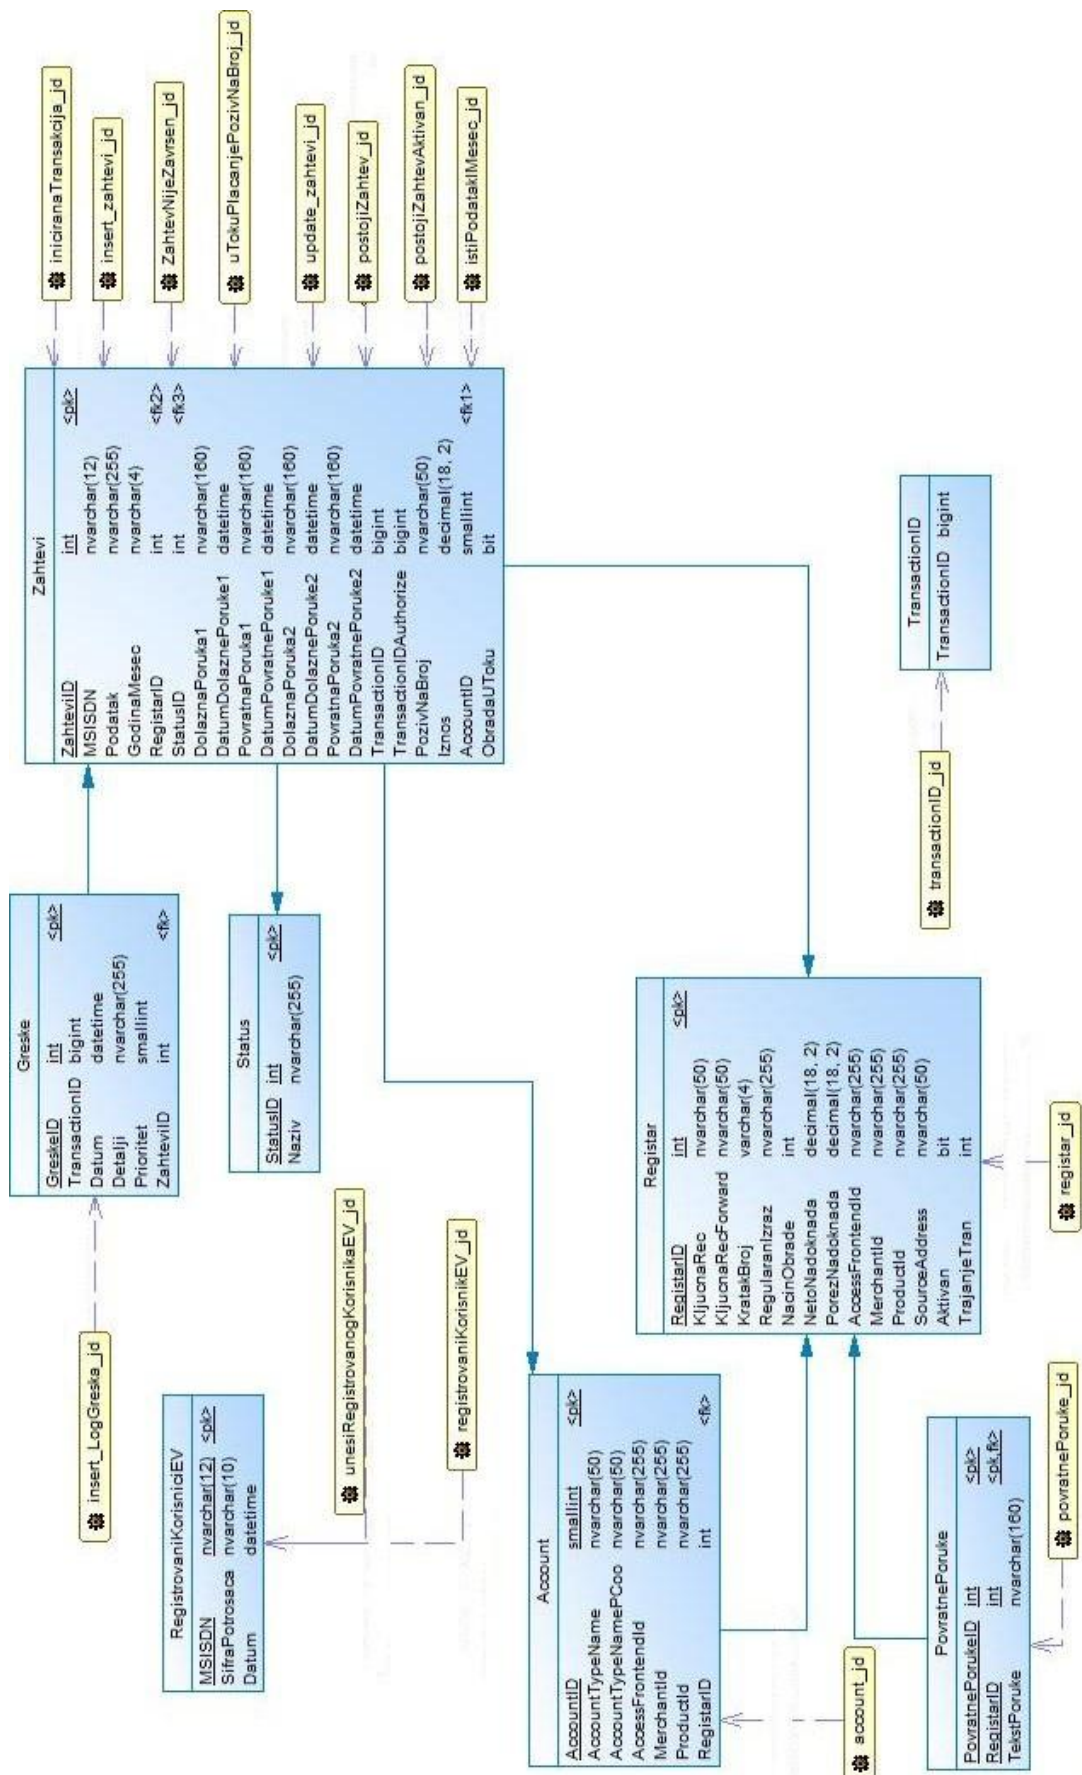 iniciranaTransakcija_jd
insert_zahtevi_jd
ZahtevNijeZavrsen_jd
uTokuPlacanjePozivNaBroj_jd
update_zahtevi_jd
postojiZahtev_jd
postojiZahtevAktivan_jd
istiPodatakIMesec_jd
Zahtevi
ZahteviID int <pk>
MSISDN nvarchar(12)
Podatak nvarchar(255)
GodinaMesec nvarchar(4)
RegistarID int <fk2>
StatusID int <fk3>
DolaznaPoruka1 nvarchar(160)
DatumDolaznePoruke1 datetime
PovratnaPoruka1 nvarchar(160)
DatumPovratnePoruke1 datetime
DolaznaPoruka2 nvarchar(160)
DatumDolaznePoruke2 datetime
PovratnaPoruka2 nvarchar(160)
DatumPovratnePoruke2 datetime
TransactionID bigint
TransactionIDAuthorize bigint
PozivNaBroj nvarchar(50)
Iznos decimal(18, 2)
AccountID smallint <fk1>
ObradaUToku bit
Greske
GreskeID int <pk>
TransactionID bigint
Datum datetime
Detalji nvarchar(255)
Prioritet smallint
ZahteviID int <fk>
Status
StatusID int <pk>
Naziv nvarchar(255)
insert_LogGreska_jd
RegistrovaniKorisniciEV
MSISDN nvarchar(12) <pk>
SifraPotrosaca nvarchar(10)
Datum datetime
unesiRegistrovanogKorisnikaEV_jd
registrovaniKorisnikEV_jd
Account
AccountID smallint <pk>
AccountTypeName nvarchar(50)
AccountTypeNamePCoo nvarchar(50)
AccessFrontendId nvarchar(255)
MerchantId nvarchar(255)
ProductId nvarchar(255)
RegistarID int <fk>
account_jd
Registar
RegistarID int <pk>
KljucnaRec nvarchar(50)
KljucnaRecForward nvarchar(50)
KratakBroj varchar(4)
RegularanIzraz nvarchar(255)
NacinObrade int
NetoNadoknada decimal(18, 2)
PorezNadoknada decimal(18, 2)
AccessFrontendId nvarchar(255)
MerchantId nvarchar(255)
ProductId nvarchar(255)
SourceAddress nvarchar(50)
Aktivan bit
TrajanjeTran int
registar_jd
TransactionID
TransactionID bigint
transactionID_jd
PovratnePoruke
PovratnePorukeID int <pk>
RegistarID int <pk,fk>
TekstPoruke nvarchar(160)
povratnePoruke_jd